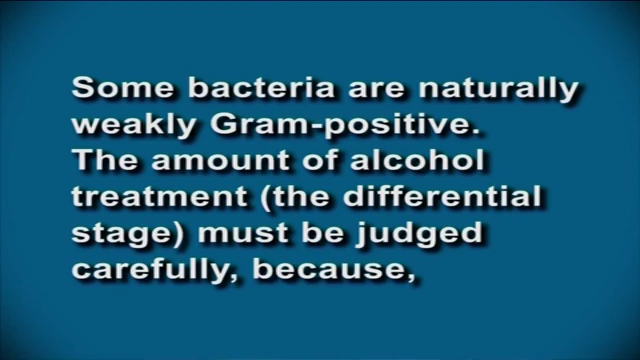 Some bacteria are naturally
weakly Gram-positive.
The amount of alcohol
treatment (the differential
stage) must be judged
carefully, because,